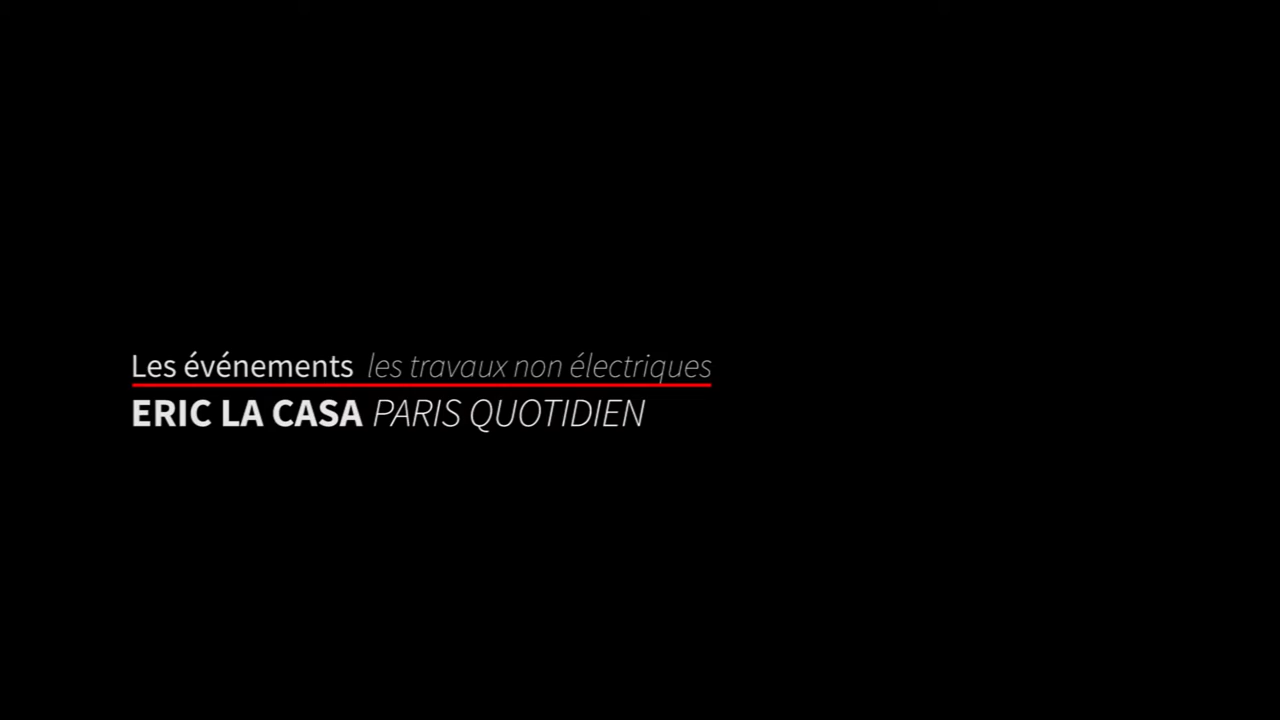 Les événements les travaux non électriques
ERIC LA CASA PARIS QUOTIDIEN